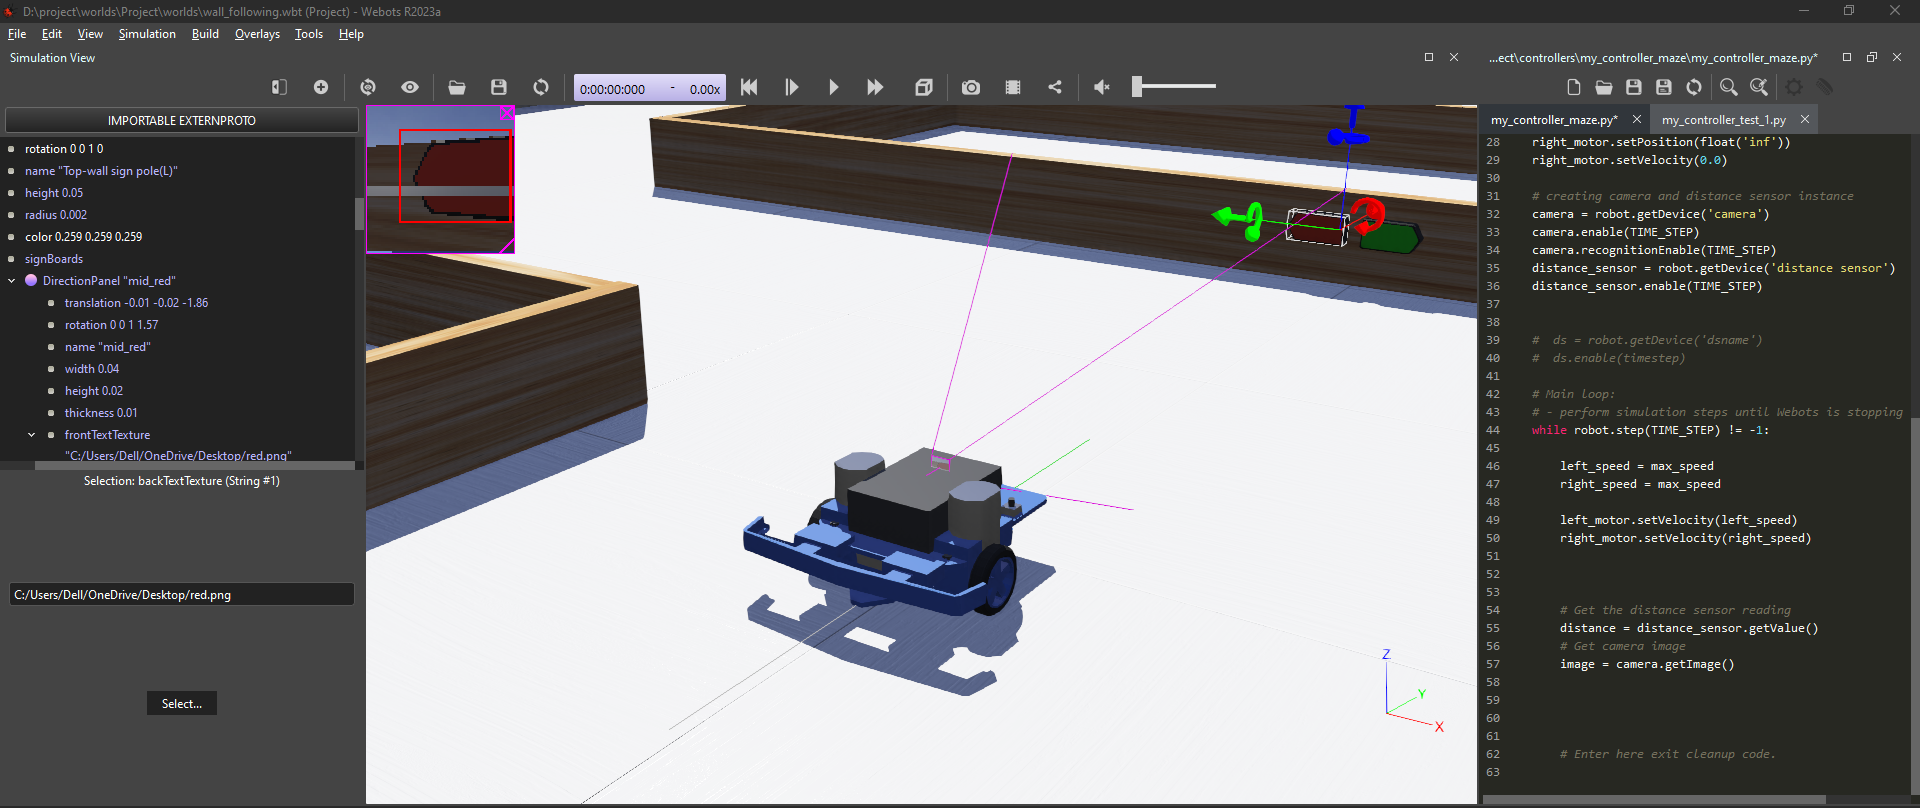 D:\project\worlds\Project\worlds\wall_following.wbt (Project) - Webots R2023a
File Edit View Simulation Build Overlays Tools Help
Simulation View
0:00:00:000 - 0.00x
IMPORTABLE EXTERNPROTO
rotation 0 0 1 0
name "Top-wall sign pole(L)"
height 0.05
radius 0.002
color 0.259 0.259 0.259
signBoards
DirectionPanel "mid_red"
translation -0.01 -0.02 -1.86
rotation 0 0 1 1.57
name "mid_red"
width 0.04
height 0.02
thickness 0.01
frontTextTexture
"C:/Users/Dell/OneDrive/Desktop/red.png"
Selection: backTextTexture (String #1)
C:/Users/Dell/OneDrive/Desktop/red.png
Select...
Z
Y
X
...ect\controllers\my_controller_maze\my_controller_maze.py*
my_controller_maze.py* my_controller_test_1.py
28 right_motor.setPosition(float('inf'))
29 right_motor.setVelocity(0.0)
30
31 # creating camera and distance sensor instance
32 camera = robot.getDevice('camera')
33 camera.enable(TIME_STEP)
34 camera.recognitionEnable(TIME_STEP)
35 distance_sensor = robot.getDevice('distance sensor')
36 distance_sensor.enable(TIME_STEP)
37
38
39 #  ds = robot.getDevice('dsname')
40 #  ds.enable(timestep)
41
42 # Main loop:
43 # - perform simulation steps until Webots is stopping
44 while robot.step(TIME_STEP) != -1:
45
46 left_speed = max_speed
47 right_speed = max_speed
48
49 left_motor.setVelocity(left_speed)
50 right_motor.setVelocity(right_speed)
51
52
53
54 # Get the distance sensor reading
55 distance = distance_sensor.getValue()
56 # Get camera image
57 image = camera.getImage()
58
59
60
61
62 # Enter here exit cleanup code.
63